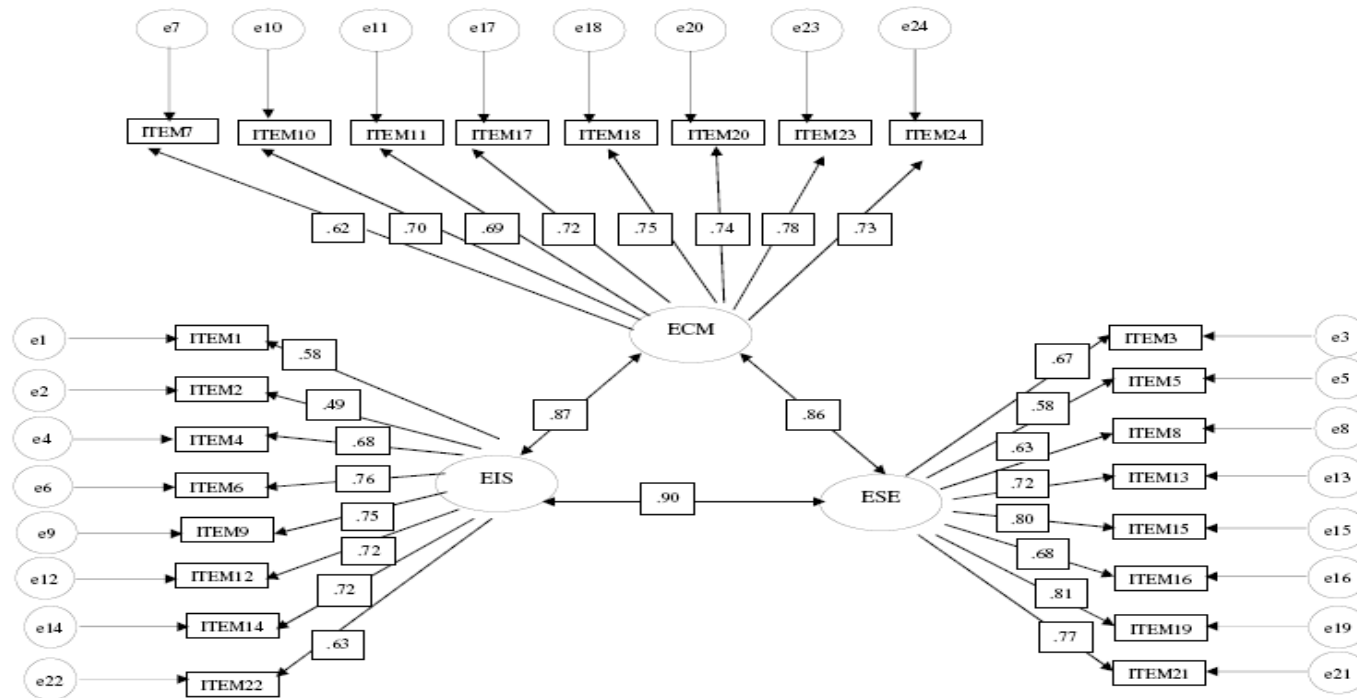 e7 e10 e11 e17 e18 e20 e23 e24
ITEM7 ITEM10 ITEM11 ITEM17 ITEM18 ITEM20 ITEM23 ITEM24
.62 .70 .69 .72 .75 .74 .78 .73
ECM
e1 ITEM1 .58
e2 ITEM2 .49
e4 ITEM4 .68
e6 ITEM6 .76
e9 ITEM9 .75
e12 ITEM12 .72
e14 ITEM14 .72
e22 ITEM22 .63
.87 .86
EIS .90 ESE
.67 ITEM3 e3
.58 ITEM5 e5
.63 ITEM8 e8
.72 ITEM13 e13
.80 ITEM15 e15
.68 ITEM16 e16
.81 ITEM19 e19
.77 ITEM21 e21